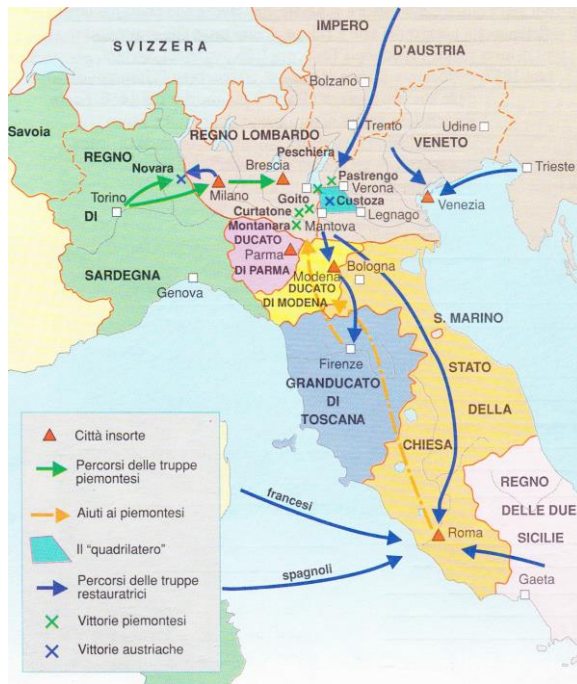 IMPERO
D'AUSTRIA
SVIZZERA
Bolzano
Trento
Udine
VENETO
Trieste
Savoia
REGNO
DI
SARDEGNA
Novara
Torino
Genova
REGNO LOMBARDO
Milano
Brescia
Peschiera
Pastrengo
Verona
Custoza
Goito
Curtatone
Montanara
Mantova
Legnago
Venezia
DUCATO
Parma
DI PARMA
Modena
DUCATO
DI MODENA
Bologna
S. MARINO
Firenze
GRANDUCATO
DI
TOSCANA
STATO
DELLA
CHIESA
Roma
REGNO
DELLE DUE
SICILIE
Gaeta
francesi
spagnoli
Città insorte
Percorsi delle truppe
piemontesi
Aiuti ai piemontesi
Il "quadrilatero"
Percorsi delle truppe
restauratrici
Vittorie piemontesi
Vittorie austriache